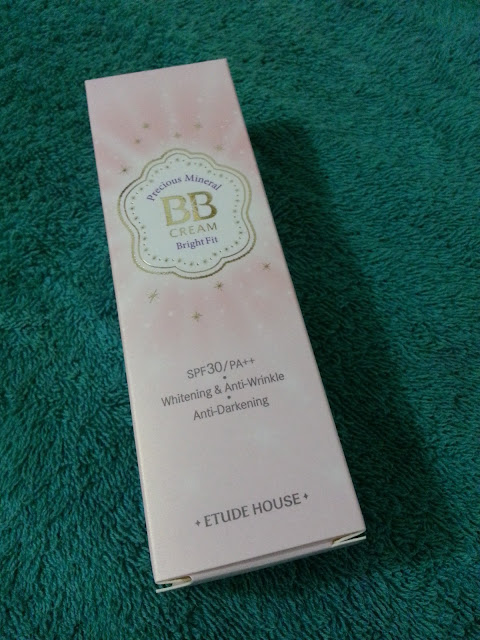 Precious Mineral
BB
CREAM
Bright Fit
SPF30/PA++
Whitening & Anti-Wrinkle
Anti-Darkening
ETUDE HOUSE